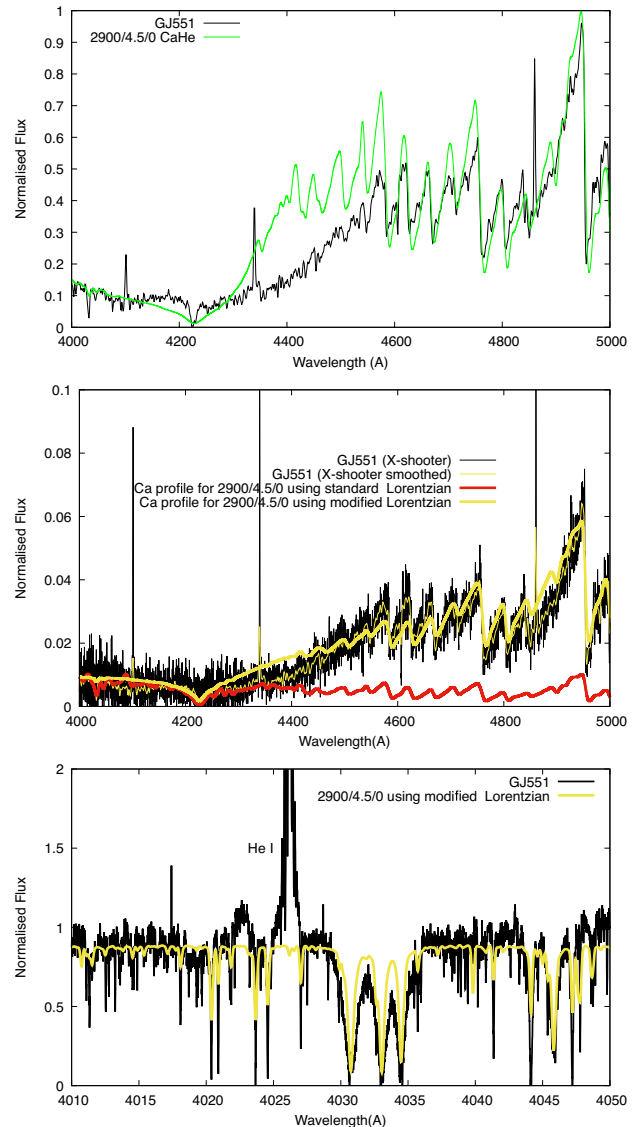 GJ551
2900/4.5/0 CaHe
1
0.9
0.8
0.7
0.6
0.5
0.4
0.3
0.2
0.1
0
Normalised Flux
4000 4200 4400 4600 4800 5000
Wavelength (A)
0.1
0.08
0.06
0.04
0.02
0
Normalised Flux
GJ551 (X-shooter)
GJ551 (X-shooter smoothed)
Ca profile for 2900/4.5/0 using standard Lorentzian
Ca profile for 2900/4.5/0 using modified Lorentzian
4000 4200 4400 4600 4800 5000
Wavelength(A)
2
1.5
1
0.5
0
Normalised Flux
GJ551
2900/4.5/0 using modified Lorentzian
He I
4010 4015 4020 4025 4030 4035 4040 4045 4050
Wavelength(A)